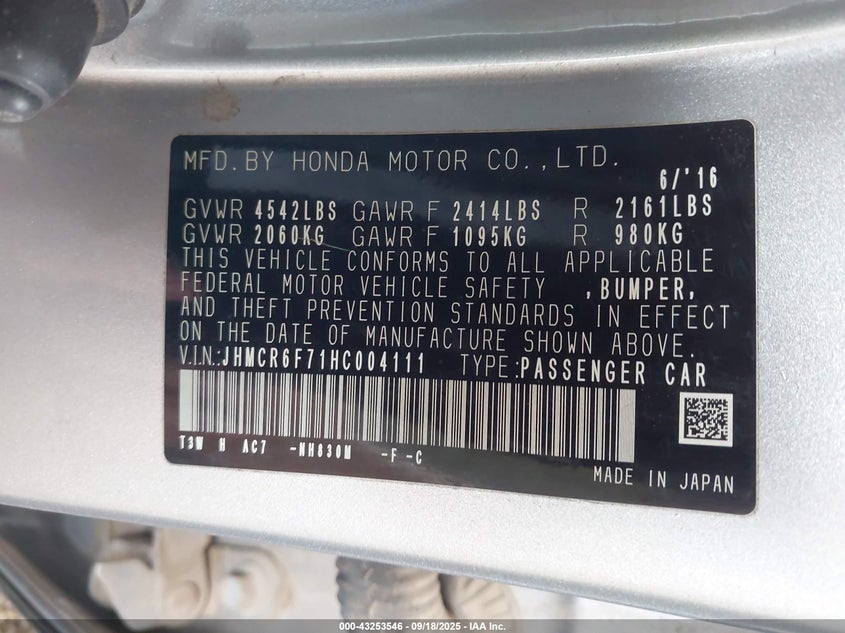 MFD. BY HONDA MOTOR CO., LTD.
6/'16
GVWR 4542LBS GAWR F 2414LBS R 2161LBS
GVWR 2060KG GAWR F 1095KG R 980KG
THIS VEHICLE CONFORMS TO ALL APPLICABLE
FEDERAL MOTOR VEHICLE SAFETY ,BUMPER,
AND THEFT PREVENTION STANDARDS IN EFFECT
ON THE DATE OF MANUFACTURE SHOWN ABOVE.
V.I.N.:JHMCR6F71HC004111 TYPE:PASSENGER CAR
T3W H AC7 -NH830M -F -C
MADE IN JAPAN
000-43253546 - 09/18/2025 - IAA Inc.